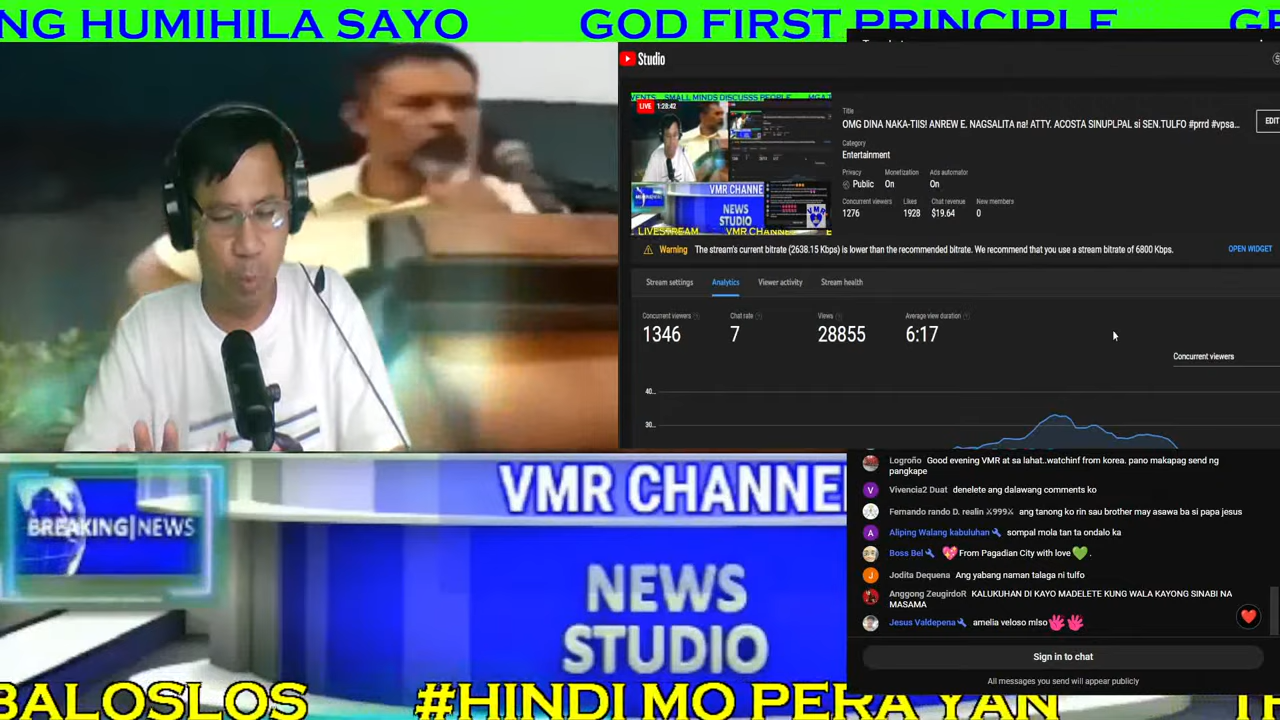 NG HUMIHILA SAYO GOD FIRST PRINCIPLE
Studio
LIVE 1:28:42
SMALL MINDS DISCUSSS PEOPLE
VMR CHANNE
NEWS
STUDIO
LIVESTREAM VMR CHANNE
Title
OMG DINA NAKA-TIIS! ANREW E. NAGSALITA na! ATTY. ACOSTA SINUPLPAL si SEN.TULFO #prrd #vpsa...
EDIT
Category
Entertainment
Privacy Monetization Ads automator
Public On On
Concurrent viewers Likes Chat revenue New members
1276 1928 $19.64 0
Warning The stream's current bitrate (2638.15 Kbps) is lower than the recommended bitrate. We recommend that you use a stream bitrate of 6800 Kbps.
OPEN WIDGET
Stream settings Analytics Viewer activity Stream health
Concurrent viewers Chat rate Views Average view duration
1346 7 28855 6:17
Concurrent viewers
40...
30...
Logroño Good evening VMR at sa lahat..watchinf from korea. pano makapag send ng
pangkape
Vivencia2 Duat denelete ang dalawang comments ko
Fernando rando D. realin ⚔999⚔ ang tanong ko rin sau brother may asawa ba si papa jesus
Aliping Walang kabuluhan sompal mola tan ta ondalo ka
Boss Bel 💖From Pagadian City with love💚 .
Jodita Dequena Ang yabang naman talaga ni tulfo
Anggong ZeugirdoR KALUKUHAN DI KAYO MADELETE KUNG WALA KAYONG SINABI NA
MASAMA
Jesus Valdepena amelia veloso mlso
Sign in to chat
All messages you send will appear publicly
BREAKING|NEWS
VMR CHANNE
NEWS
STUDIO
BALOSLOS #HINDI MO PERA YAN